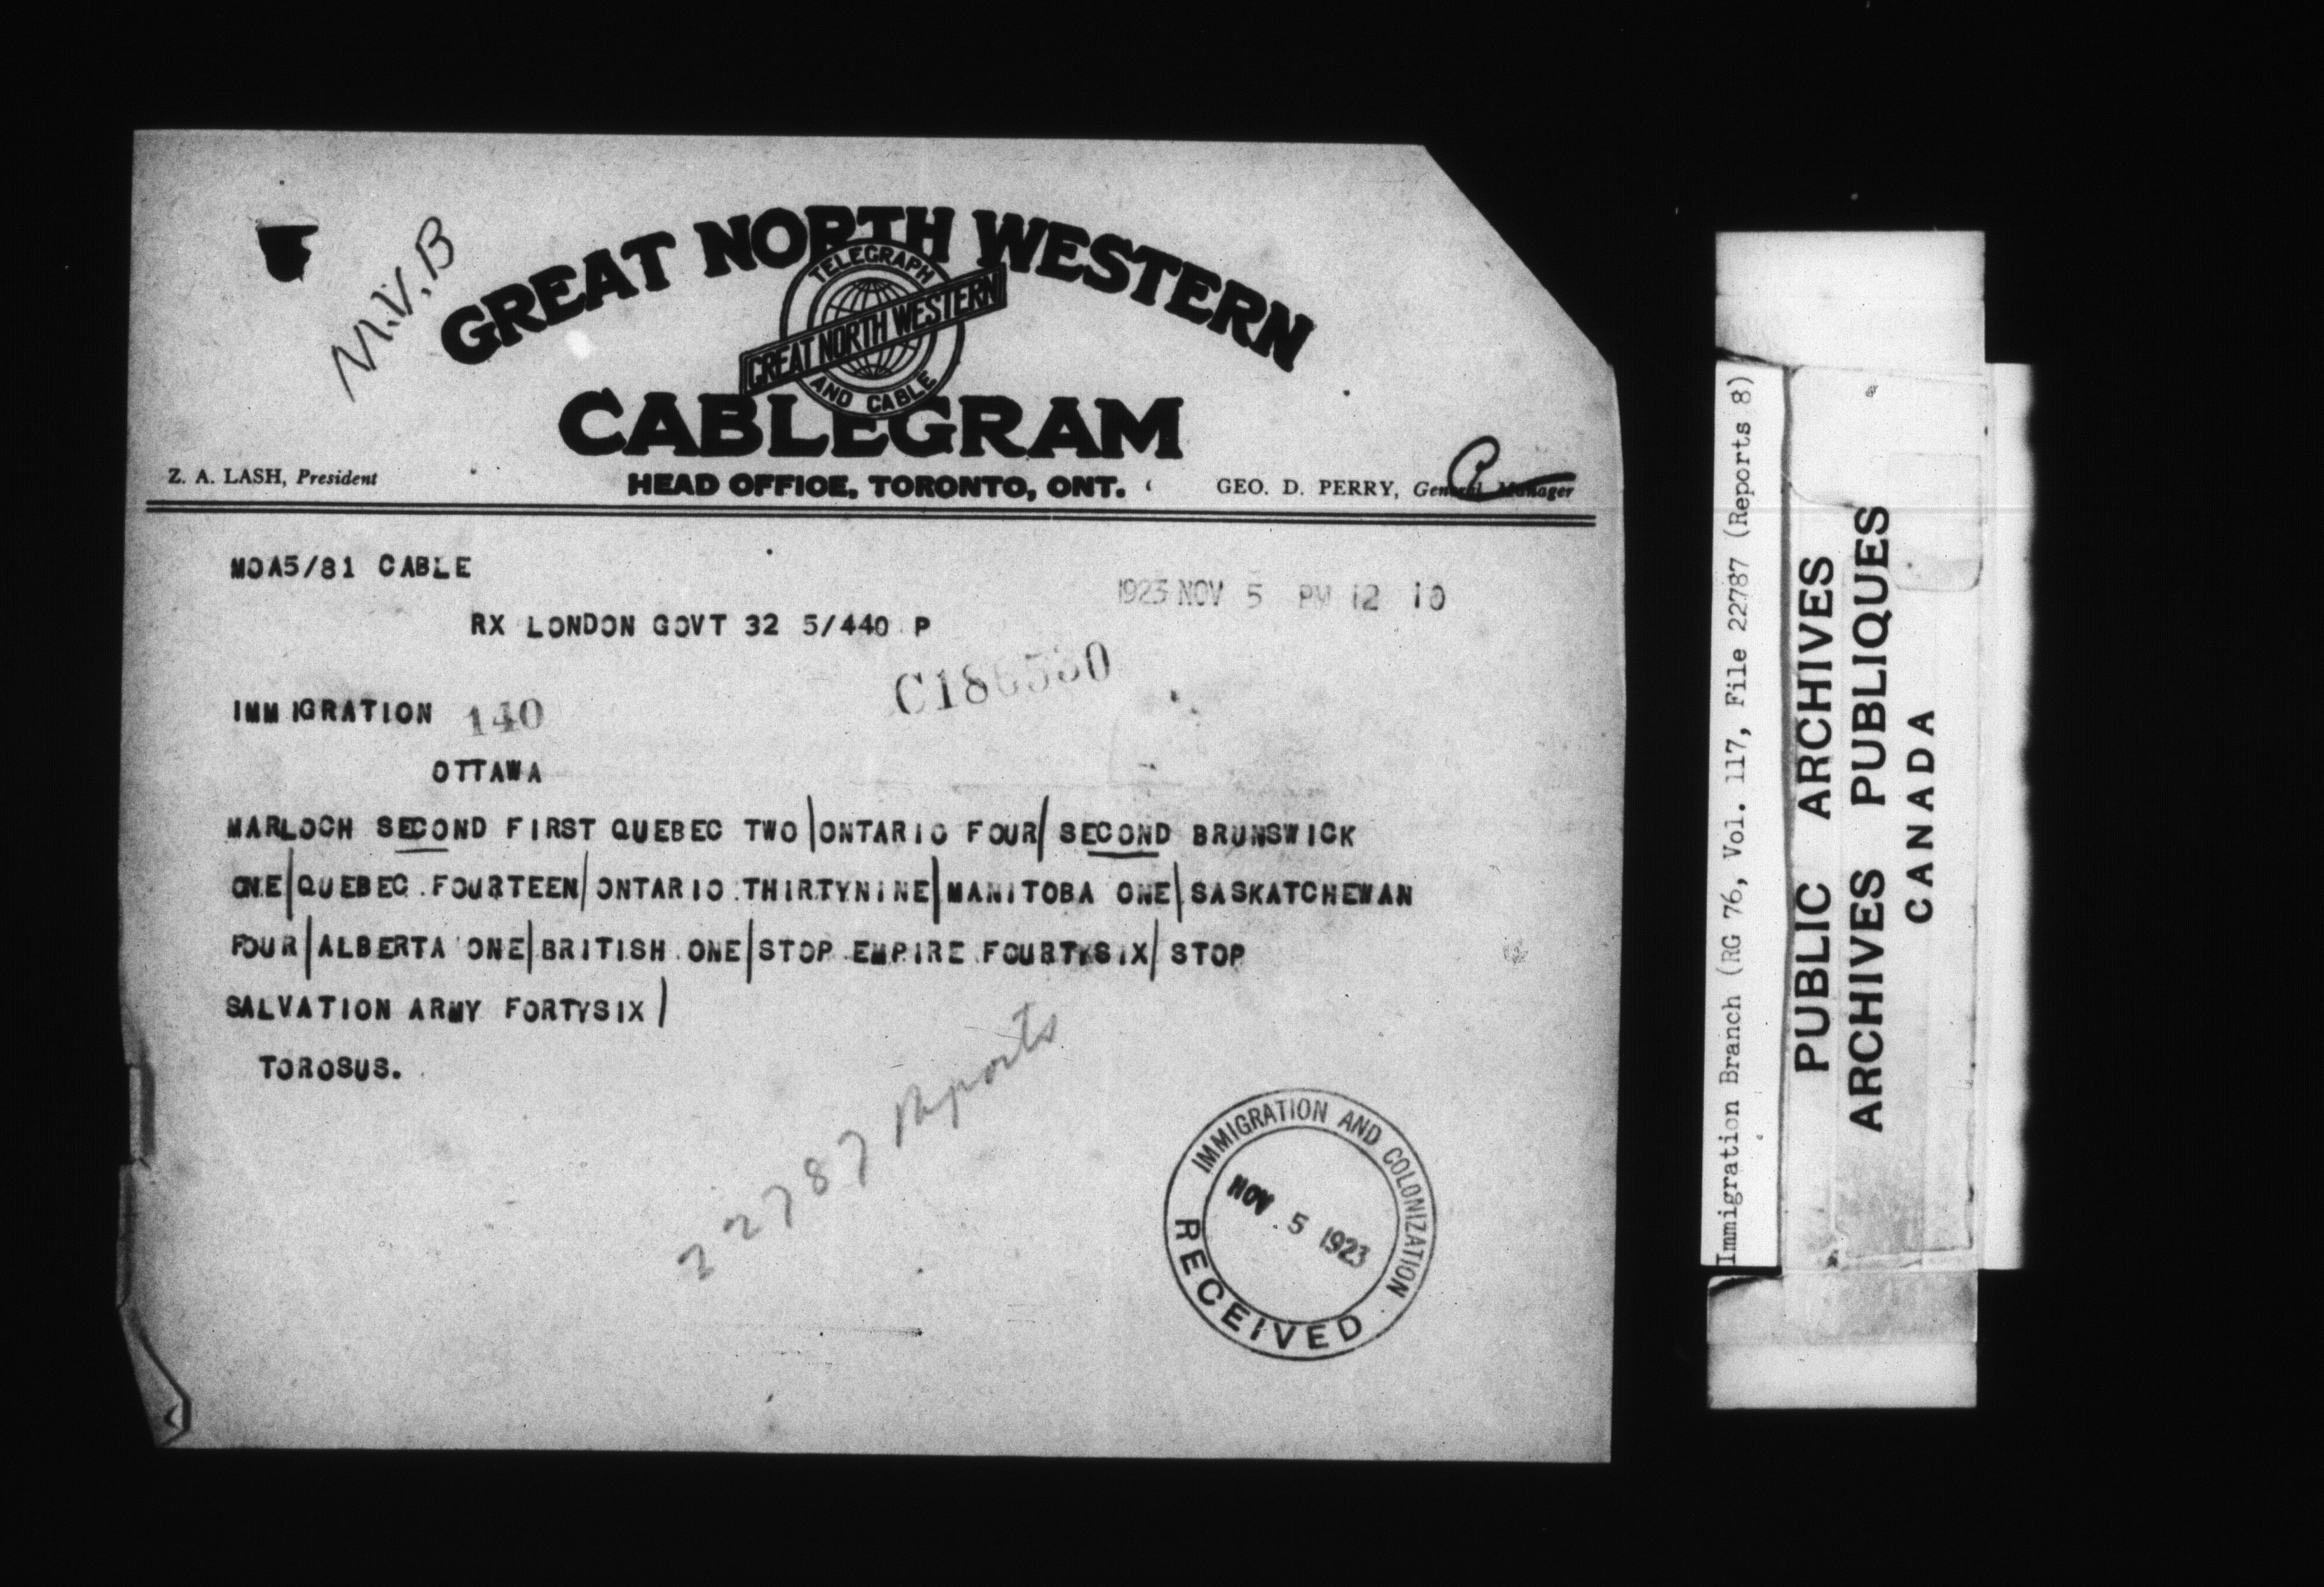 M.V.B
GREAT NORTH WESTERN
TELEGRAPH
GREAT NORTH WESTERN
AND CABLE
CABLEGRAM
Z. A. LASH, President
HEAD OFFICE, TORONTO, ONT.
GEO. D. PERRY, General Manager
MOA5/81 CABLE
1923 NOV 5 PM 12 10
RX LONDON GOVT 32 5/440 P
IMMIGRATION 140
OTTAWA
MARLOCH SECOND FIRST QUEBEC TWO|ONTARIO FOUR/ SECOND BRUNSWICK
ONE|QUEBEC FOURTEEN/ONTARIO THIRTYNINE|MANITOBA ONE|SASKATCHEWAN
FOUR|ALBERTA ONE|BRITISH ONE|STOP EMPIRE FOURTYSIX/ STOP
SALVATION ARMY FORTYSIX|
TOROSUS.
22787 Reports
IMMIGRATION AND COLONIZATION
NOV 5 1923
RECEIVED
Immigration Branch (RG 76, Vol. 117, File 22787 (Reports 8)
PUBLIC ARCHIVES
ARCHIVES PUBLIQUES
CANADA